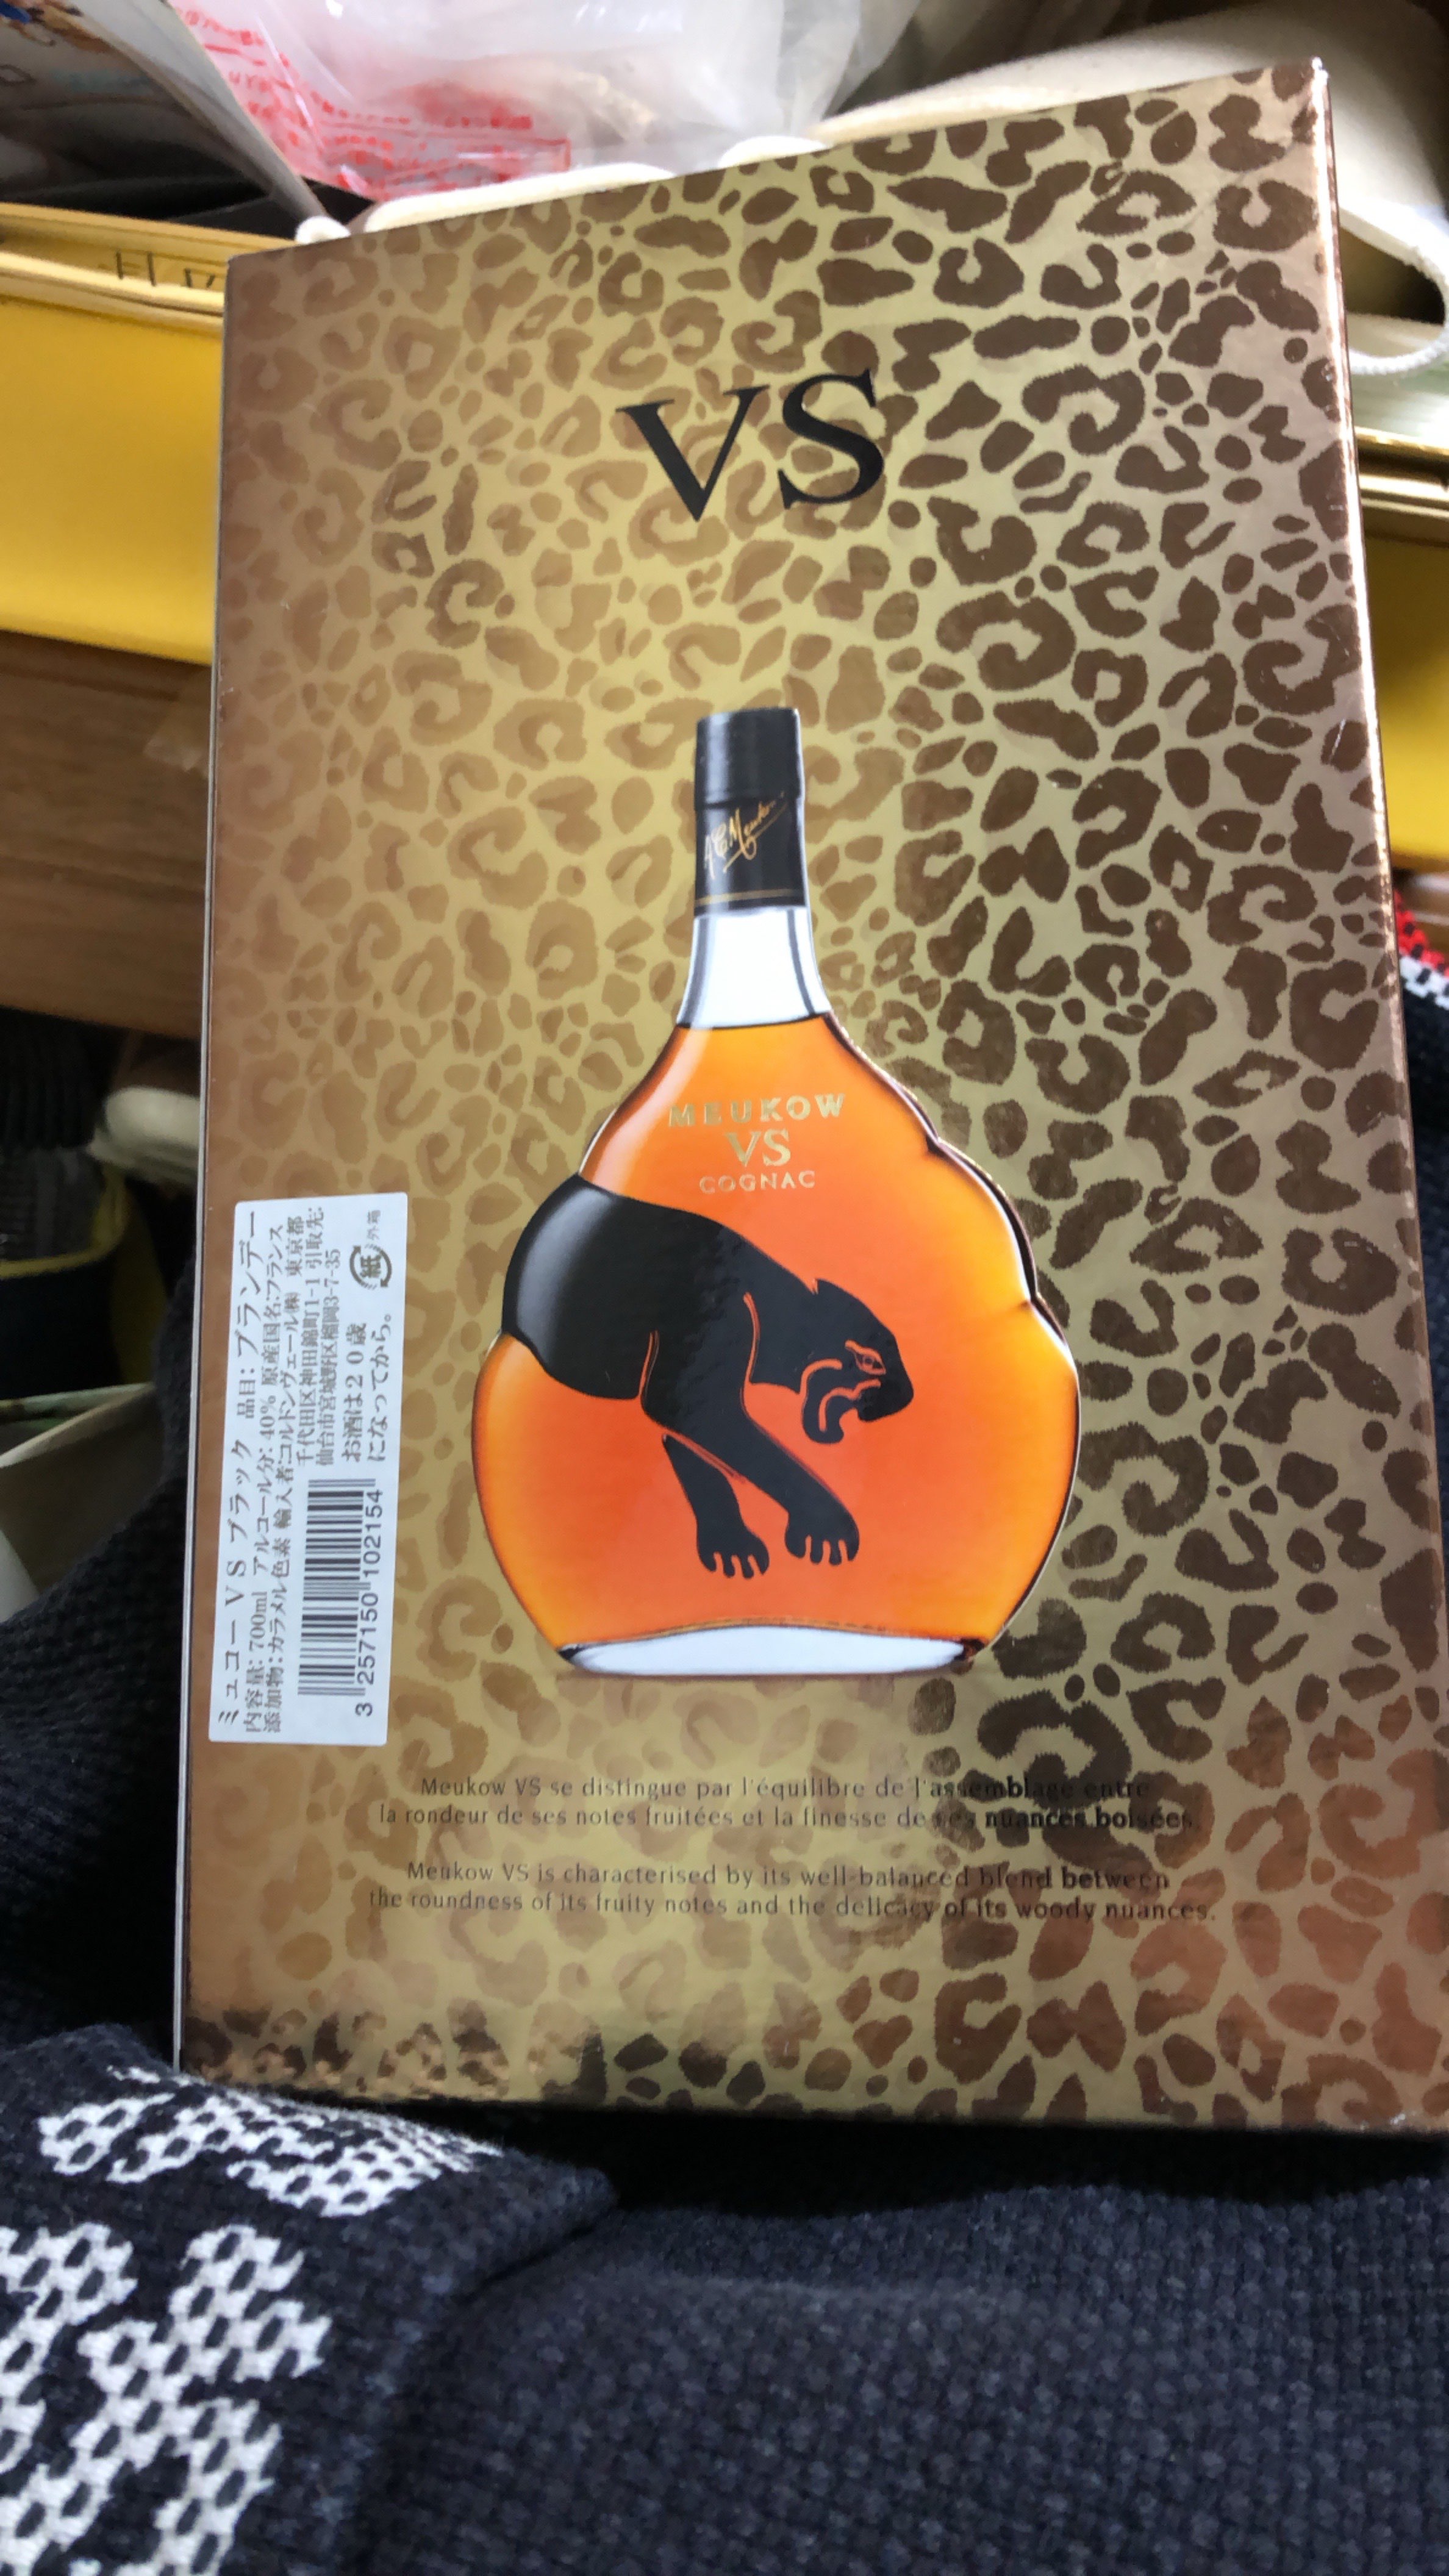 VS
A C Meukow
MEUKOW
VS
COGNAC
ミュコー VS ブラック 品目：ブランデー
内容量：700ml アルコール分：40% 原産国名：フランス
添加物：カラメル色素 輸入者：コルドンヴェール㈱ 東京都
千代田区神田錦町1-1 引取先：
仙台市宮城野区榴岡3-7-35
お酒は２０歳
になってから。
紙 外箱
3 257150 102154
Meukow VS se distingue par l'équilibre de l'assemblage entre
la rondeur de ses notes fruitées et la finesse de ses nuances boisées.
Meukow VS is characterised by its well-balanced blend between
the roundness of its fruity notes and the delicacy of its woody nuances.